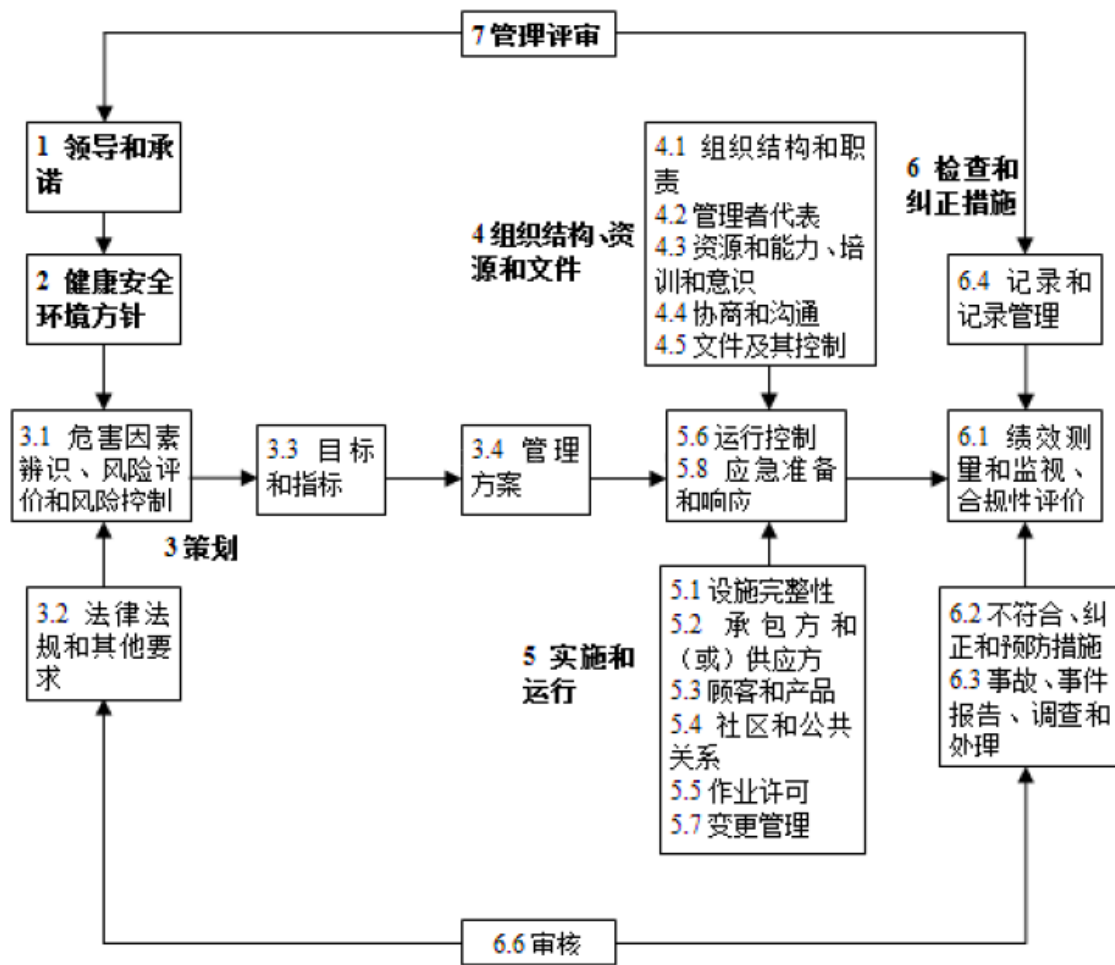 7 管理评审
1 领导和承
诺
2 健康安全
环境方针
3.1 危害因素
辨识、风险评
价和风险控制
3 策划
3.2 法律法
规和其他要
求
3.3 目标
和指标
3.4 管理
方案
4 组织结构、资
源和文件
4.1 组织结构和职
责
4.2 管理者代表
4.3 资源和能力、培
训和意识
4.4 协商和沟通
4.5 文件及其控制
5.6 运行控制
5.8 应急准备
和响应
5 实施和
运行
5.1 设施完整性
5.2 承包方和
（或）供应方
5.3 顾客和产品
5.4 社区和公共
关系
5.5 作业许可
5.7 变更管理
6 检查和
纠正措施
6.4 记录和
记录管理
6.1 绩效测
量和监视、
合规性评价
6.2 不符合、纠
正和预防措施
6.3 事故、事件
报告、调查和
处理
6.6 审核